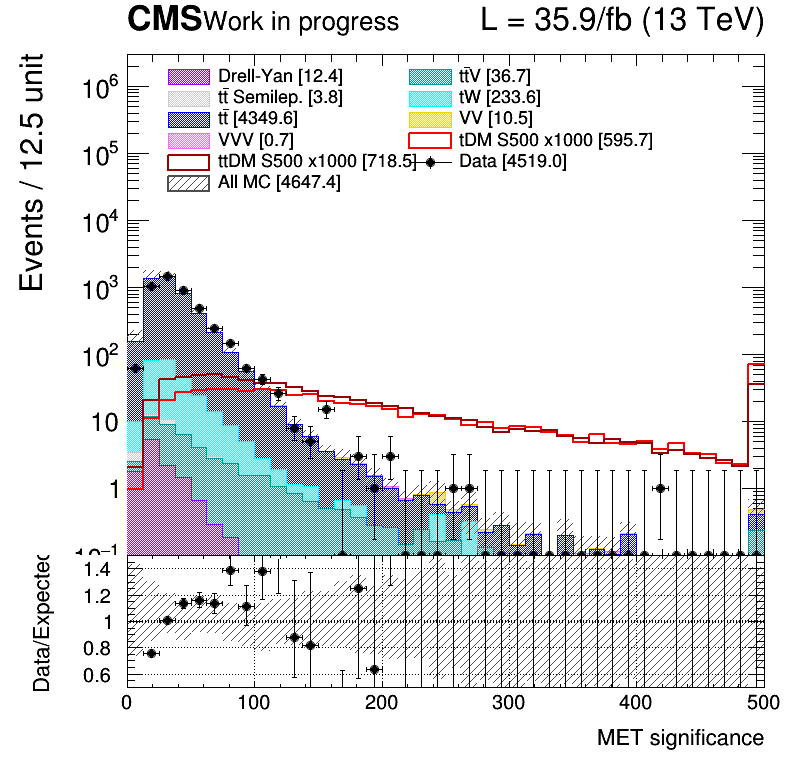 CMS Work in progress L = 35.9/fb (13 TeV)
Drell-Yan [12.4] tt̄V [36.7]
tt̄ Semilep. [3.8] tW [233.6]
tt̄ [4349.6] VV [10.5]
VVV [0.7] tDM S500 x1000 [595.7]
ttDM S500 x1000 [718.5] Data [4519.0]
All MC [4647.4]
Events / 12.5 unit
10⁶
10⁵
10⁴
10³
10²
10
1
10⁻¹
Data/Expected
1.4
1.2
1
0.8
0.6
0 100 200 300 400 500
MET significance